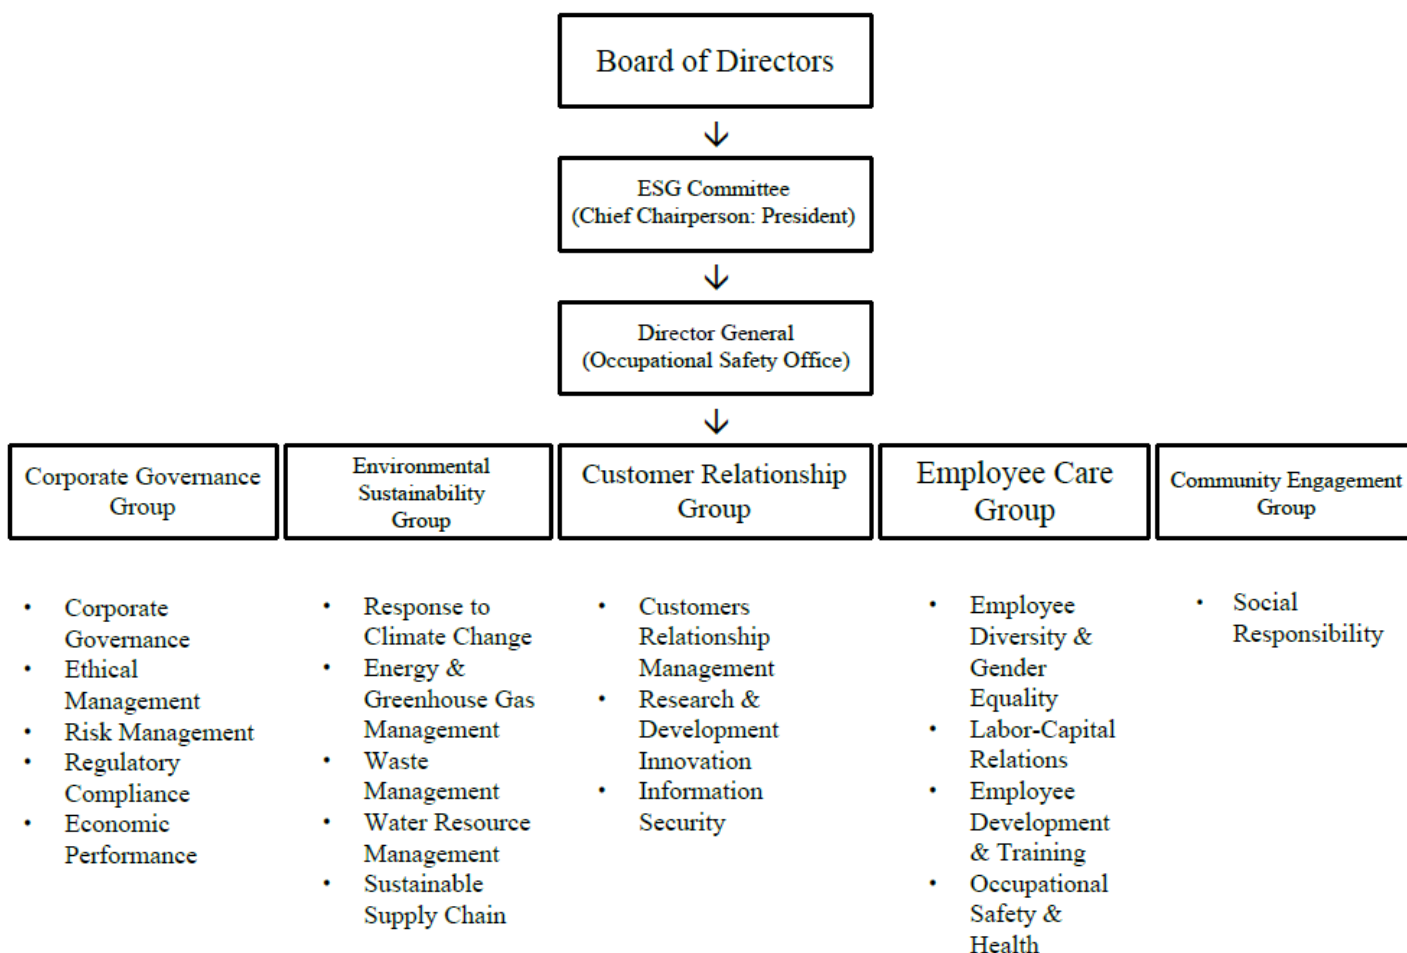 Board of Directors
ESG Committee
(Chief Chairperson: President)
Director General
(Occupational Safety Office)
Corporate Governance
Group
Environmental
Sustainability
Group
Customer Relationship
Group
Employee Care
Group
Community Engagement
Group
• Corporate
Governance
• Ethical
Management
• Risk Management
• Regulatory
Compliance
• Economic
Performance
• Response to
Climate Change
• Energy &
Greenhouse Gas
Management
• Waste
Management
• Water Resource
Management
• Sustainable
Supply Chain
• Customers
Relationship
Management
• Research &
Development
Innovation
• Information
Security
• Employee
Diversity &
Gender
Equality
• Labor-Capital
Relations
• Employee
Development
& Training
• Occupational
Safety &
Health
• Social
Responsibility